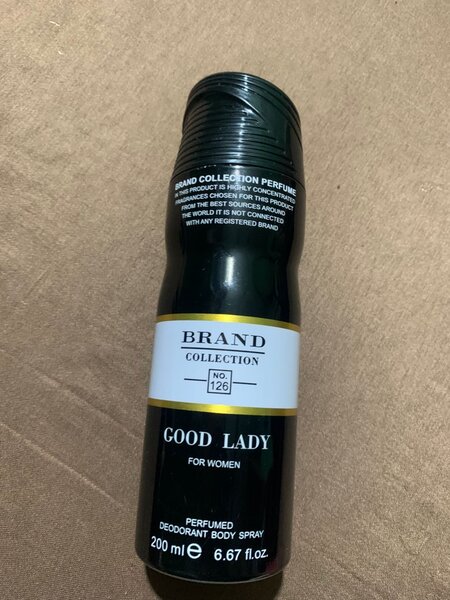 BRAND COLLECTION PERFUME
IN THIS PRODUCT IS HIGHLY CONCENTRATED
FRAGRANCES CHOSEN FOR THIS PRODUCT
FROM THE BEST SOURCES AROUND
THE WORLD IT IS NOT CONNECTED
WITH ANY REGISTERED BRAND
BRAND
COLLECTION
NO.
126
GOOD LADY
FOR WOMEN
PERFUMED
DEODORANT BODY SPRAY
200 ml ℮ 6.67 fl.oz.